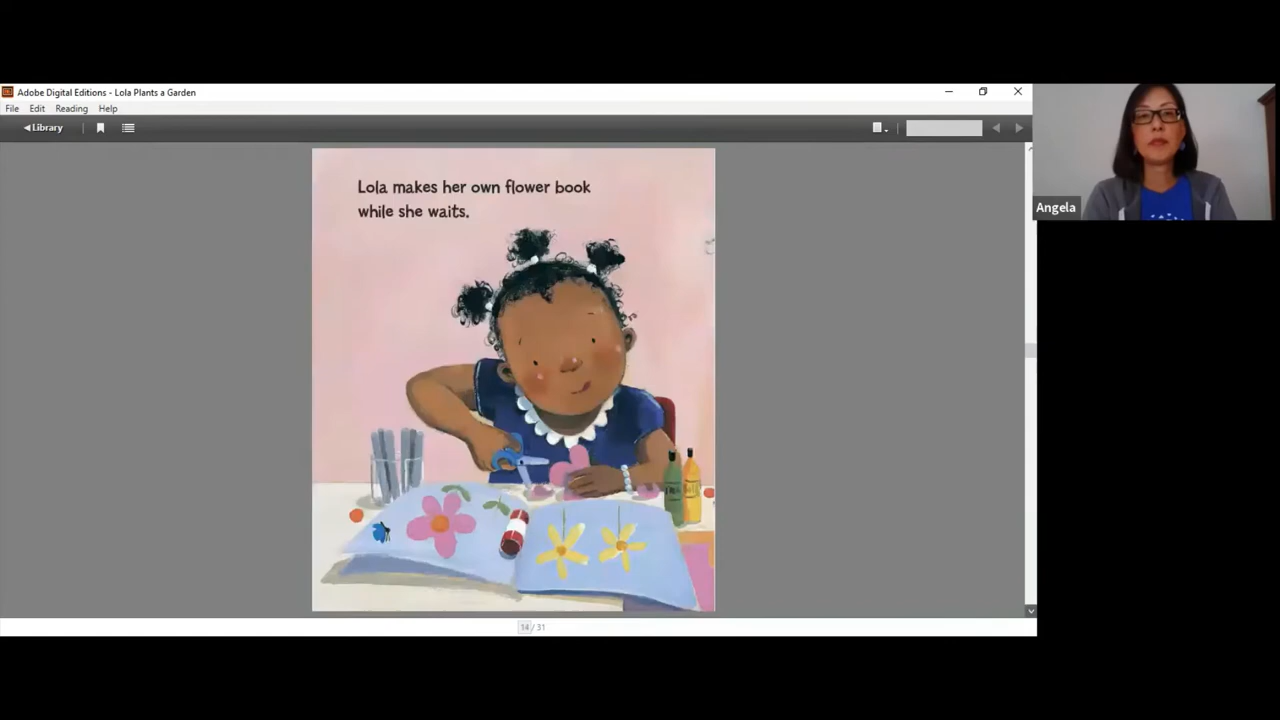 Adobe Digital Editions - Lola Plants a Garden
File Edit Reading Help
Library
Lola makes her own flower book
while she waits.
14 / 31
Angela